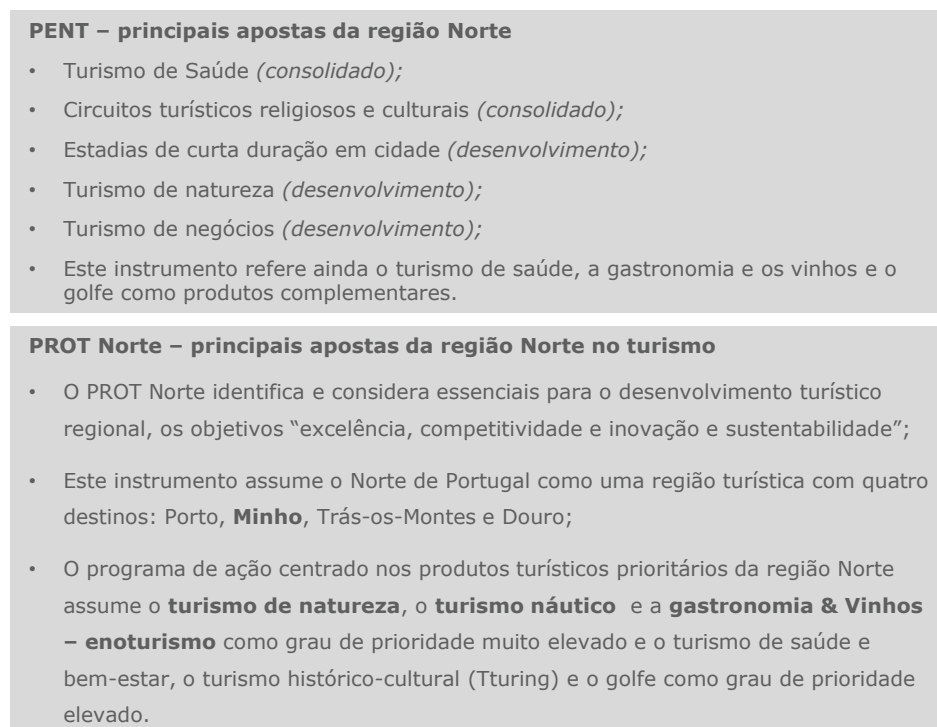 PENT – principais apostas da região Norte
• Turismo de Saúde (consolidado);
• Circuitos turísticos religiosos e culturais (consolidado);
• Estadias de curta duração em cidade (desenvolvimento);
• Turismo de natureza (desenvolvimento);
• Turismo de negócios (desenvolvimento);
• Este instrumento refere ainda o turismo de saúde, a gastronomia e os vinhos e o
golfe como produtos complementares.
PROT Norte – principais apostas da região Norte no turismo
• O PROT Norte identifica e considera essenciais para o desenvolvimento turístico
regional, os objetivos “excelência, competitividade e inovação e sustentabilidade”;
• Este instrumento assume o Norte de Portugal como uma região turística com quatro
destinos: Porto, Minho, Trás-os-Montes e Douro;
• O programa de ação centrado nos produtos turísticos prioritários da região Norte
assume o turismo de natureza, o turismo náutico e a gastronomia & Vinhos
– enoturismo como grau de prioridade muito elevado e o turismo de saúde e
bem-estar, o turismo histórico-cultural (Tturing) e o golfe como grau de prioridade
elevado.